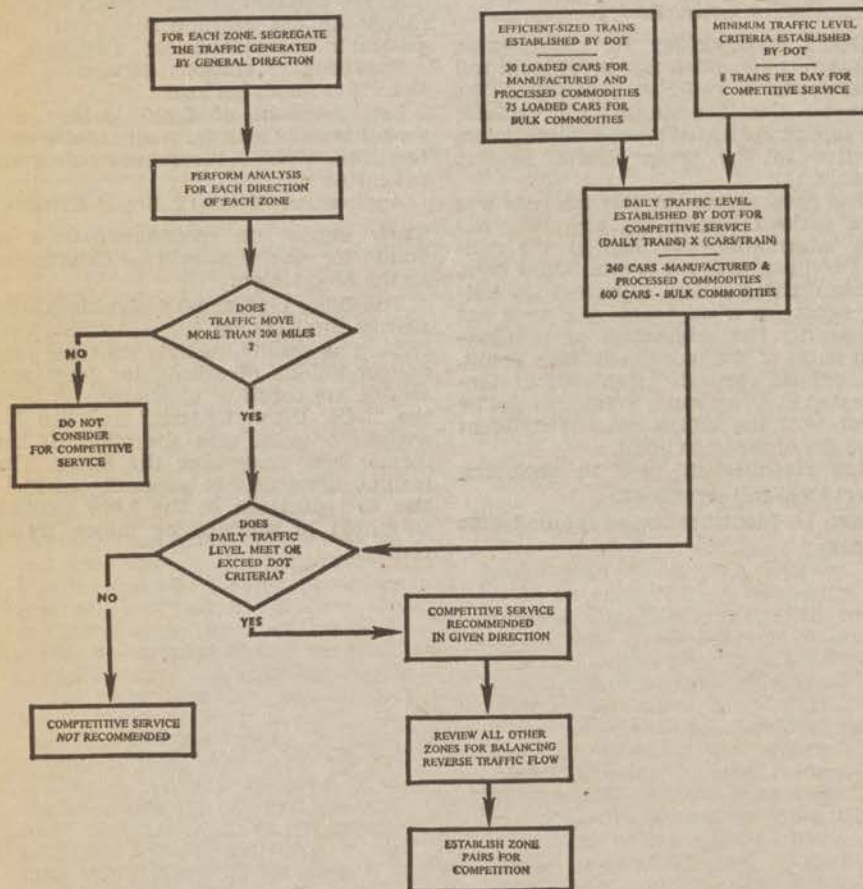 FOR EACH ZONE, SEGREGATE
THE TRAFFIC GENERATED
BY GENERAL DIRECTION
EFFICIENT-SIZED TRAINS
ESTABLISHED BY DOT
30 LOADED CARS FOR
MANUFACTURED AND
PROCESSED COMMODITIES
75 LOADED CARS FOR
BULK COMMODITIES
MINIMUM TRAFFIC LEVEL
CRITERIA ESTABLISHED
BY DOT
8 TRAINS PER DAY FOR
COMPETITIVE SERVICE
PERFORM ANALYSIS
FOR EACH DIRECTION
OF EACH ZONE
DAILY TRAFFIC LEVEL
ESTABLISHED BY DOT FOR
COMPETITIVE SERVICE
(DAILY TRAINS) X (CARS/TRAIN)
240 CARS -MANUFACTURED &
PROCESSED COMMODITIES
600 CARS - BULK COMMODITIES
DOES
TRAFFIC MOVE
MORE THAN 200 MILES
?
NO
YES
DO NOT
CONSIDER
FOR COMPETITIVE
SERVICE
DOES
DAILY TRAFFIC
LEVEL MEET OR
EXCEED DOT
CRITERIA?
NO
YES
COMPETITIVE SERVICE
RECOMMENDED
IN GIVEN DIRECTION
COMPTETITIVE SERVICE
NOT RECOMMENDED
REVIEW ALL OTHER
ZONES FOR BALANCING
REVERSE TRAFFIC FLOW
ESTABLISH ZONE
PAIRS FOR
COMPETITION